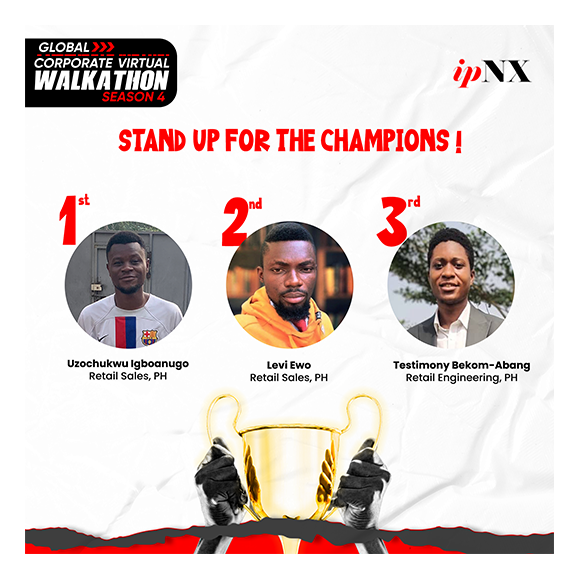 GLOBAL >>>
CORPORATE VIRTUAL
WALKATHON
SEASON 4
ipNX
STAND UP FOR THE CHAMPIONS !
1st
2nd
3rd
Uzochukwu Igboanugo
Retail Sales, PH
Levi Ewo
Retail Sales, PH
Testimony Bekom-Abang
Retail Engineering, PH